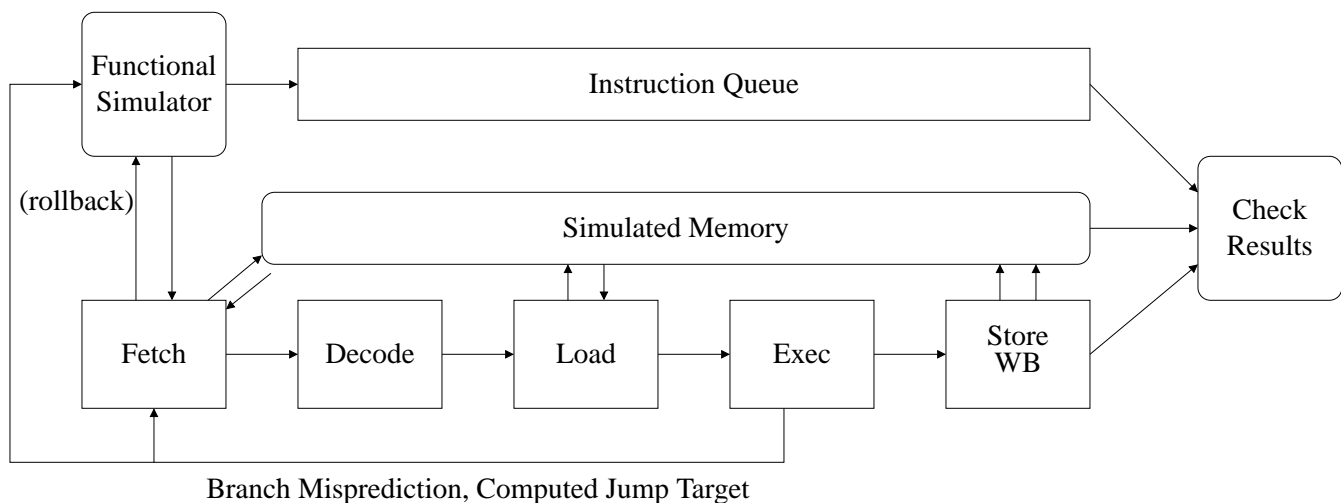 Functional
Simulator
Instruction Queue
(rollback)
Simulated Memory
Check
Results
Fetch
Decode
Load
Exec
Store
WB
Branch Misprediction, Computed Jump Target